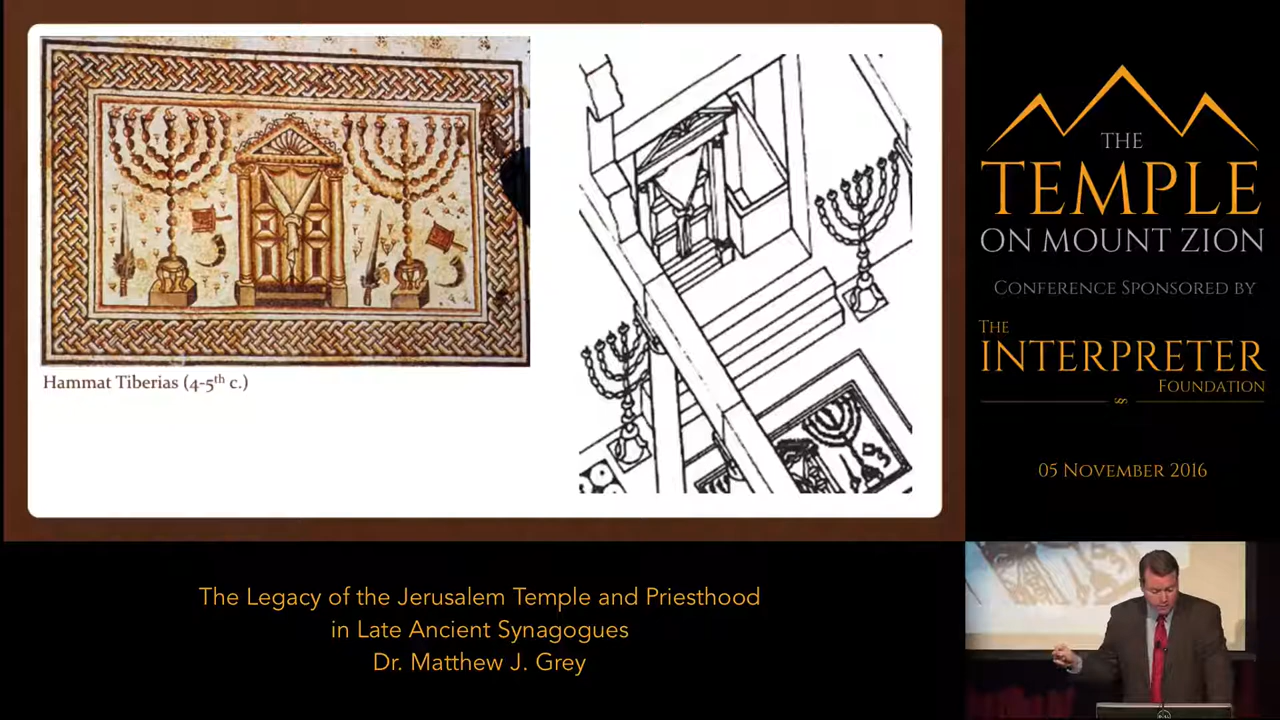 Hammat Tiberias (4-5th c.)
THE
TEMPLE
ON MOUNT ZION
CONFERENCE SPONSORED BY
THE
INTERPRETER
FOUNDATION
05 NOVEMBER 2016
The Legacy of the Jerusalem Temple and Priesthood
in Late Ancient Synagogues
Dr. Matthew J. Grey